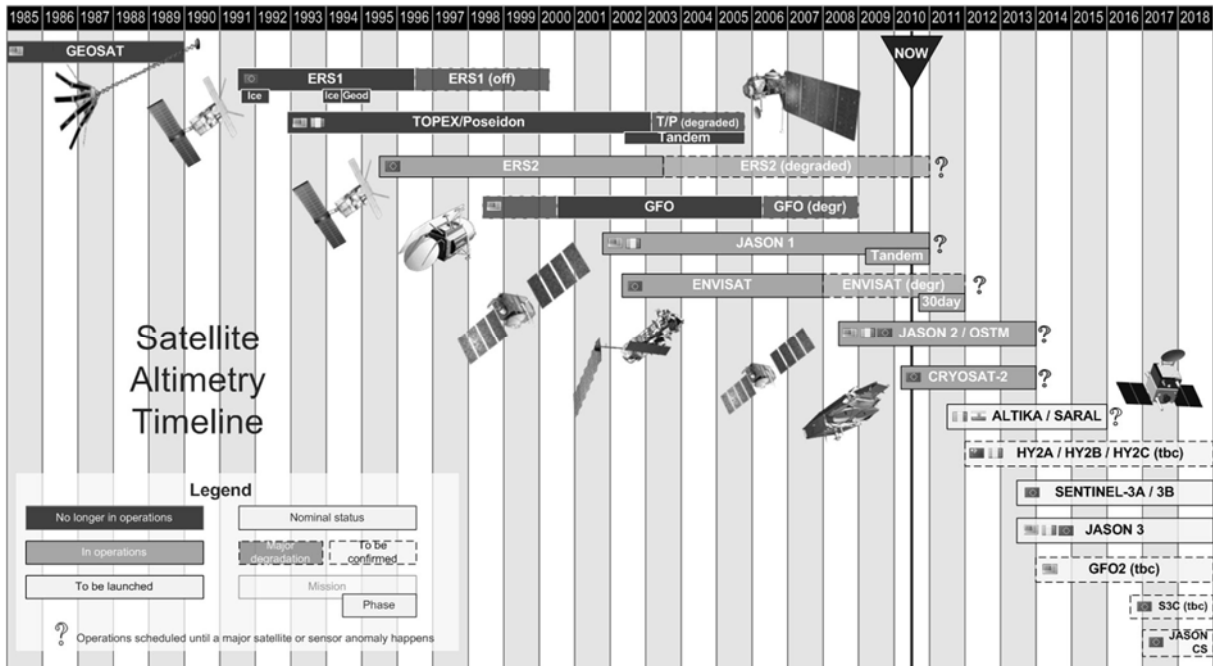 1985 1986 1987 1988 1989 1990 1991 1992 1993 1994 1995 1996 1997 1998 1999 2000 2001 2002 2003 2004 2005 2006 2007 2008 2009 2010 2011 2012 2013 2014 2015 2016 2017 2018
GEOSAT
NOW
ERS1 ERS1 (off)
Ice Ice Geod
TOPEX/Poseidon T/P (degraded)
Tandem
ERS2 ERS2 (degraded) ?
GFO GFO (degr)
JASON 1 ?
Tandem
ENVISAT ENVISAT (degr) ?
30day
JASON 2 / OSTM ?
CRYOSAT-2 ?
ALTIKA / SARAL ?
HY2A / HY2B / HY2C (tbc)
SENTINEL-3A / 3B
JASON 3
GFO2 (tbc)
S3C (tbc)
JASON
CS
Satellite
Altimetry
Timeline
Legend
No longer in operations
Nominal status
In operations
Major
degradation
To be
confirmed
To be launched
Mission
Phase
? Operations scheduled until a major satellite or sensor anomaly happens